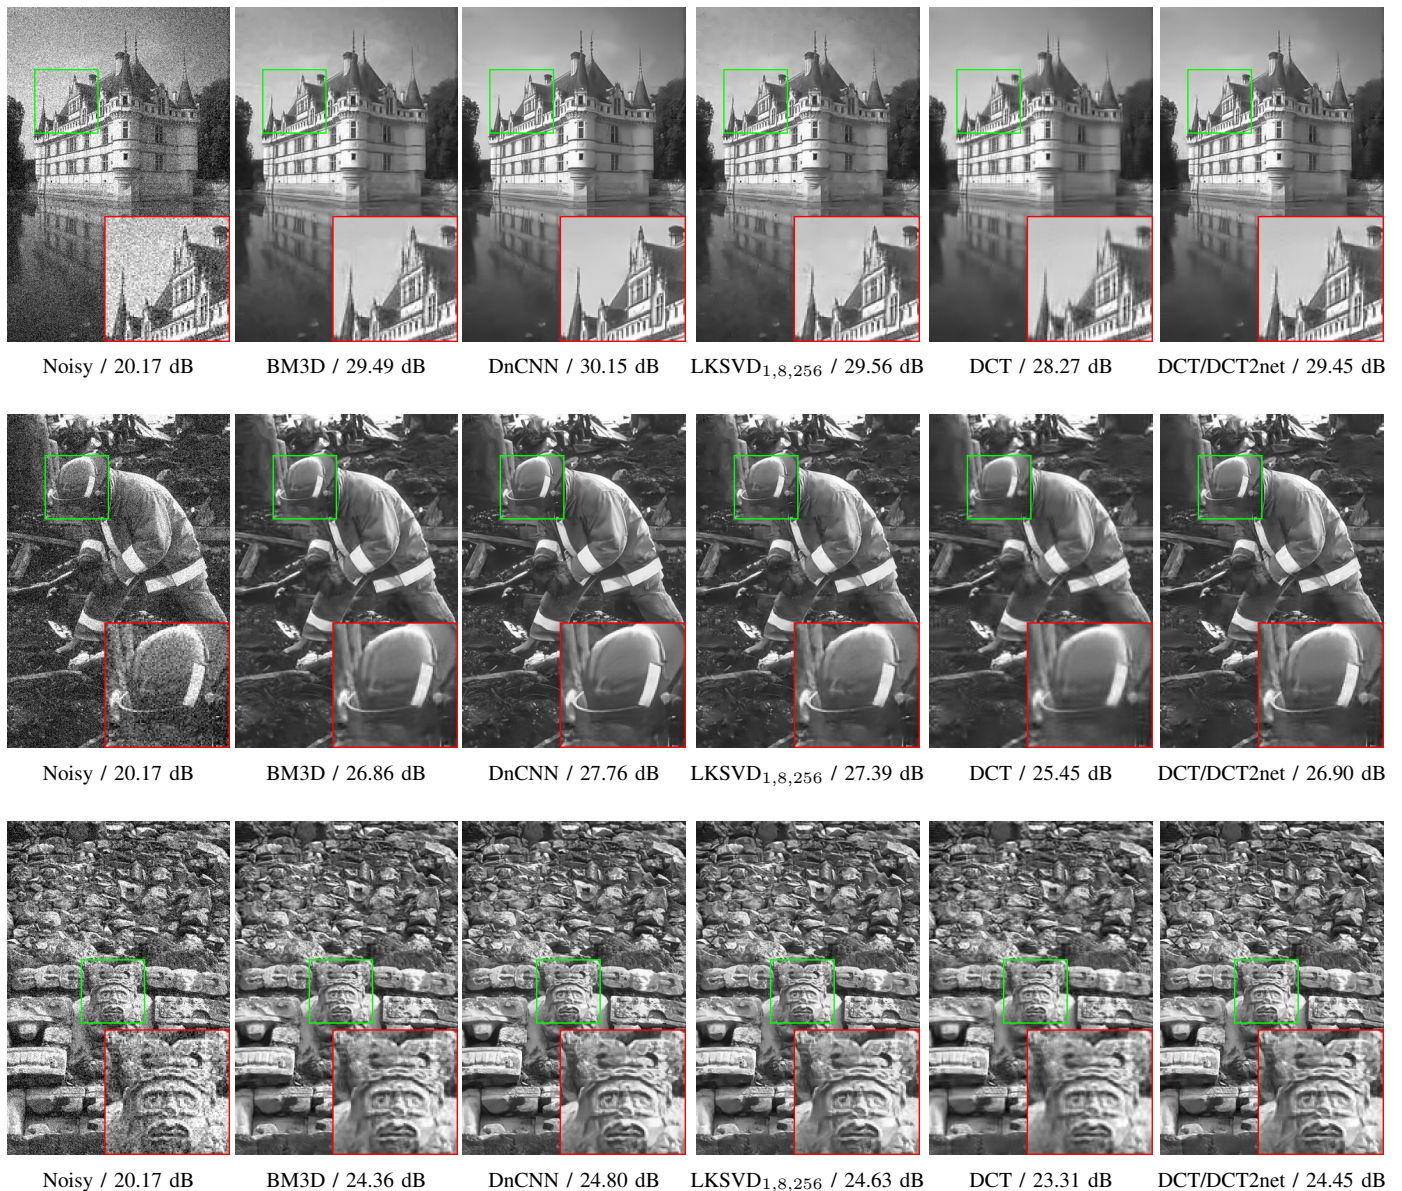 Noisy / 20.17 dB BM3D / 29.49 dB DnCNN / 30.15 dB LKSVD1,8,256 / 29.56 dB DCT / 28.27 dB DCT/DCT2net / 29.45 dB
Noisy / 20.17 dB BM3D / 26.86 dB DnCNN / 27.76 dB LKSVD1,8,256 / 27.39 dB DCT / 25.45 dB DCT/DCT2net / 26.90 dB
Noisy / 20.17 dB BM3D / 24.36 dB DnCNN / 24.80 dB LKSVD1,8,256 / 24.63 dB DCT / 23.31 dB DCT/DCT2net / 24.45 dB